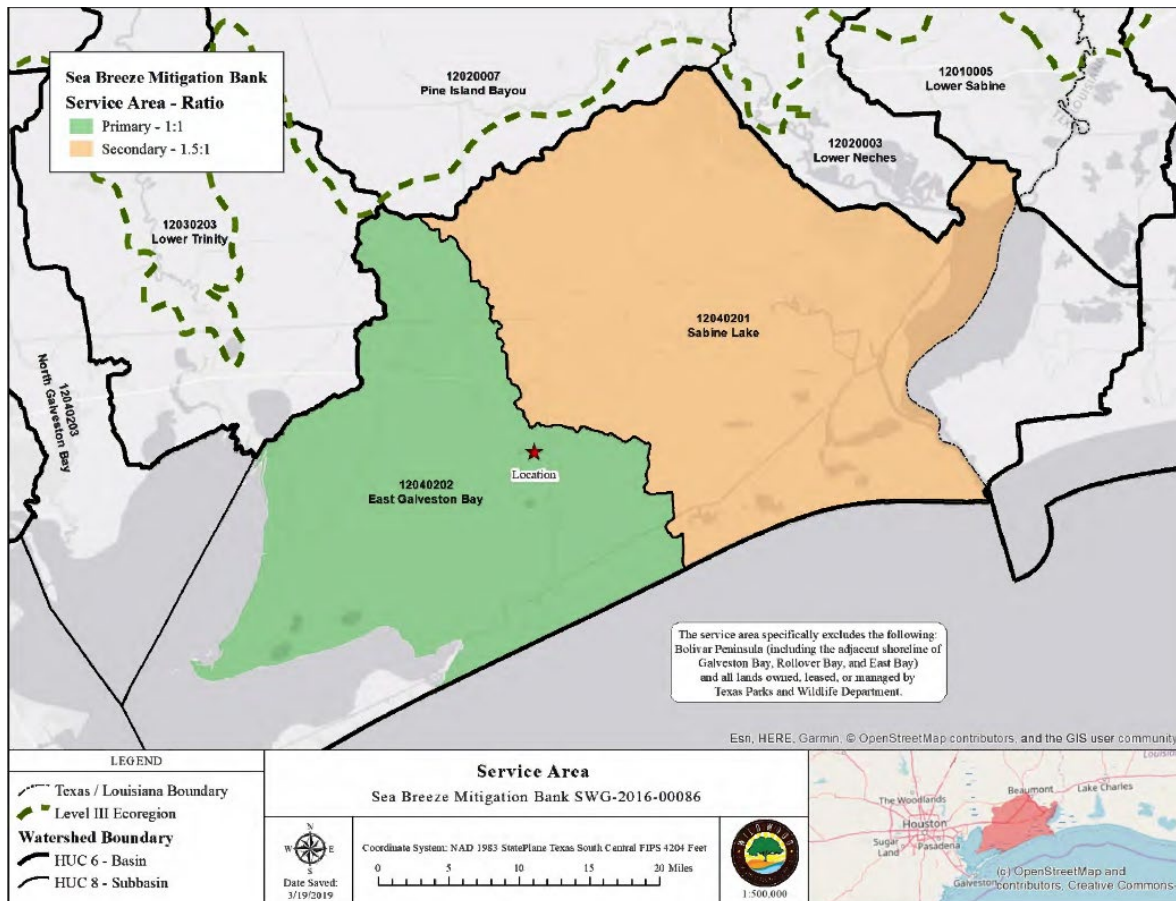 Sea Breeze Mitigation Bank
Service Area - Ratio
Primary - 1:1
Secondary - 1.5:1
12020007
Pine Island Bayou
12010005
Lower Sabine
TEXAS
LOUISIANA
12020003
Lower Neches
12030203
Lower Trinity
12040203
North Galveston Bay
12040201
Sabine Lake
12040202
East Galveston Bay
Location
The service area specifically excludes the following:
Bolivar Peninsula (including the adjacent shoreline of
Galveston Bay, Rollover Bay, and East Bay)
and all lands owned, leased, or managed by
Texas Parks and Wildlife Department.
Esri, HERE, Garmin, © OpenStreetMap contributors, and the GIS user community
LEGEND
Texas / Louisiana Boundary
Level III Ecoregion
Watershed Boundary
HUC 6 - Basin
HUC 8 - Subbasin
Service Area
Sea Breeze Mitigation Bank SWG-2016-00086
N
W
E
S
Date Saved:
3/19/2019
Coordinate System: NAD 1983 StatePlane Texas South Central FIPS 4204 Feet
0 5 10 20 Miles
WILDWOOD
1:500,000
Louisi
Beaumont
Lake Charles
The Woodlands
Houston
Sugar
Land
Pasadena
Galveston
(c) OpenStreetMap and
contributors, Creative Commons-